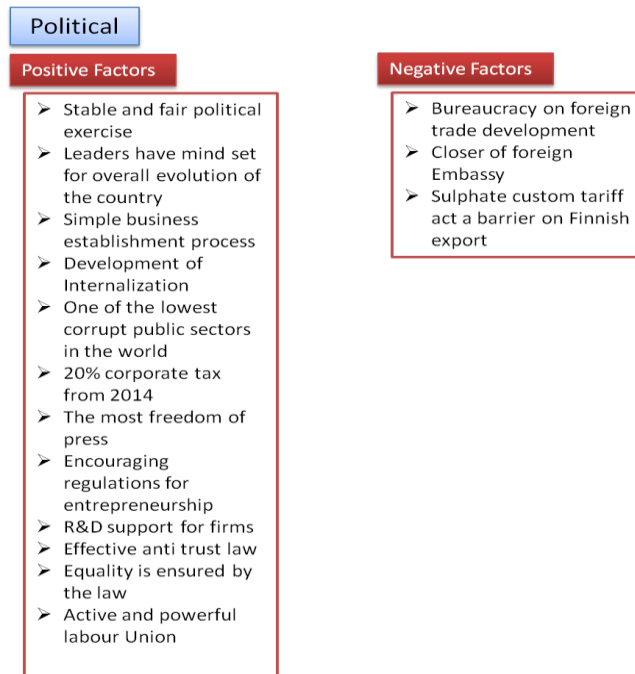 Political
Positive Factors
➢ Stable and fair political
exercise
➢ Leaders have mind set
for overall evolution of
the country
➢ Simple business
establishment process
➢ Development of
Internalization
➢ One of the lowest
corrupt public sectors
in the world
➢ 20% corporate tax
from 2014
➢ The most freedom of
press
➢ Encouraging
regulations for
entrepreneurship
➢ R&D support for firms
➢ Effective anti trust law
➢ Equality is ensured by
the law
➢ Active and powerful
labour Union
Negative Factors
➢ Bureaucracy on foreign
trade development
➢ Closer of foreign
Embassy
➢ Sulphate custom tariff
act a barrier on Finnish
export